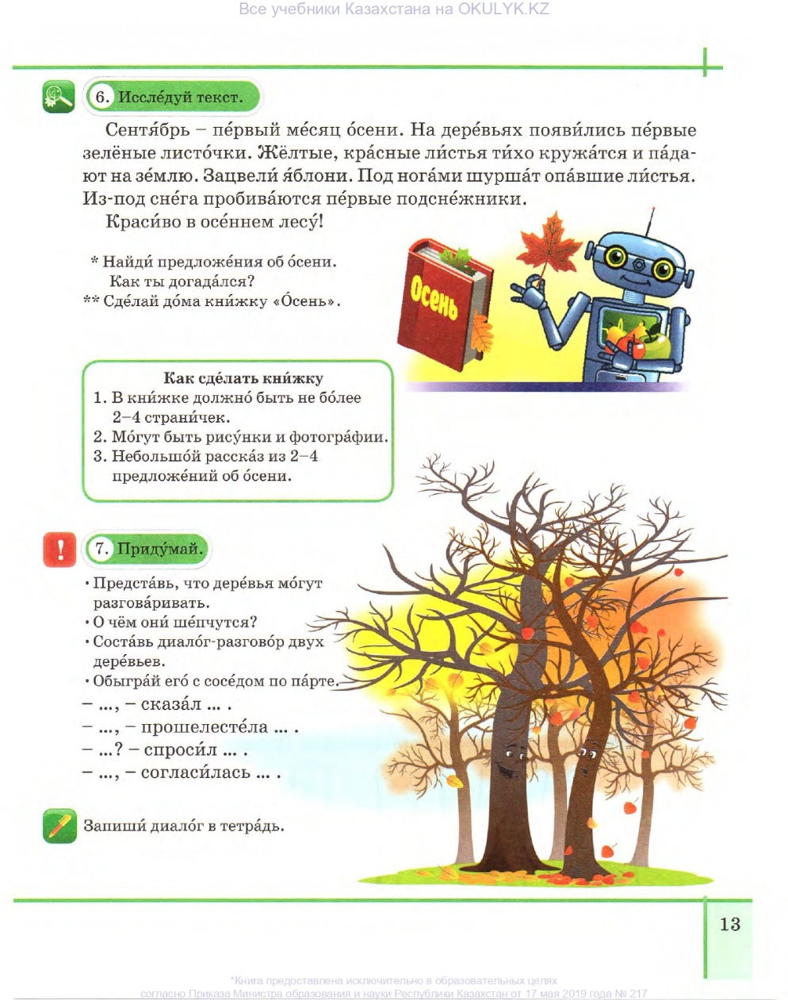 Все учебники Казахстана на OKULYK.KZ
6. Иссле́дуй текст.
Сентя́брь – пе́рвый ме́сяц о́сени. На дере́вьях появи́лись пе́рвые
зелёные листо́чки. Жёлтые, кра́сные ли́стья ти́хо кружа́тся и па́да-
ют на зе́млю. Зацвели́ я́блони. Под нога́ми шурша́т опа́вшие ли́стья.
Из-под сне́га пробива́ются пе́рвые подсне́жники.
Краси́во в осе́ннем лесу́!
* Найди́ предложе́ния об о́сени.
Как ты догада́лся?
** Сде́лай до́ма кни́жку «О́сень».
Осень
Как сде́лать кни́жку
1. В кни́жке должно́ быть не бо́лее
2–4 страни́чек.
2. Мо́гут быть рису́нки и фотогра́фии.
3. Небольшо́й расска́з из 2–4
предложе́ний об о́сени.
! 7. Приду́май.
• Предста́вь, что дере́вья мо́гут
разгова́ривать.
• О чём они́ ше́пчутся?
• Соста́вь диало́г-разгово́р двух
дере́вьев.
• Обыгра́й его́ с сосе́дом по па́рте.
– ..., – сказа́л ... .
– ..., – прошелесте́ла ... .
– ...? – спроси́л ... .
– ..., – согласи́лась ... .
Запиши́ диало́г в тетра́дь.
13
*Книга предоставлена исключительно в образовательных целях
согласно Приказа Министра образования и науки Республики Казахстан от 17 мая 2019 года № 217